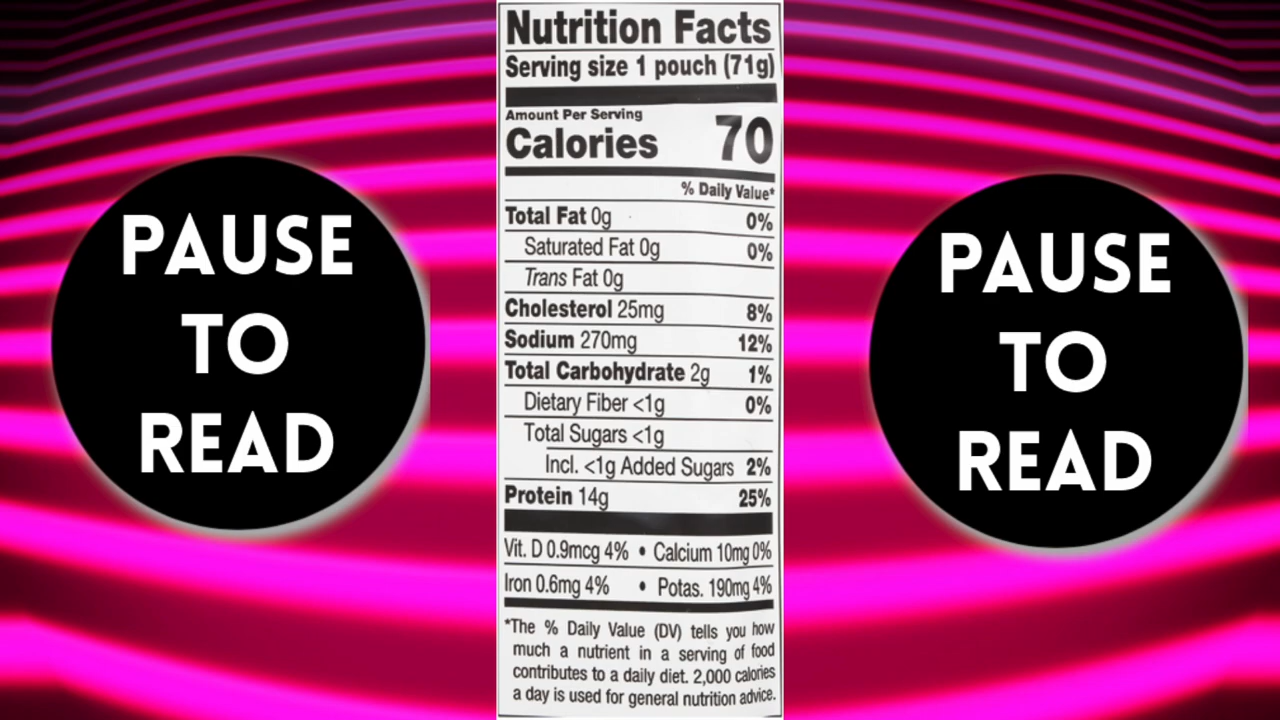 PAUSE
TO
READ
Nutrition Facts
Serving size 1 pouch (71g)
Amount Per Serving
Calories 70
% Daily Value*
Total Fat 0g 0%
Saturated Fat 0g 0%
Trans Fat 0g
Cholesterol 25mg 8%
Sodium 270mg 12%
Total Carbohydrate 2g 1%
Dietary Fiber <1g 0%
Total Sugars <1g
Incl. <1g Added Sugars 2%
Protein 14g 25%
Vit. D 0.9mcg 4% • Calcium 10mg 0%
Iron 0.6mg 4% • Potas. 190mg 4%
*The % Daily Value (DV) tells you how
much a nutrient in a serving of food
contributes to a daily diet. 2,000 calories
a day is used for general nutrition advice.
PAUSE
TO
READ